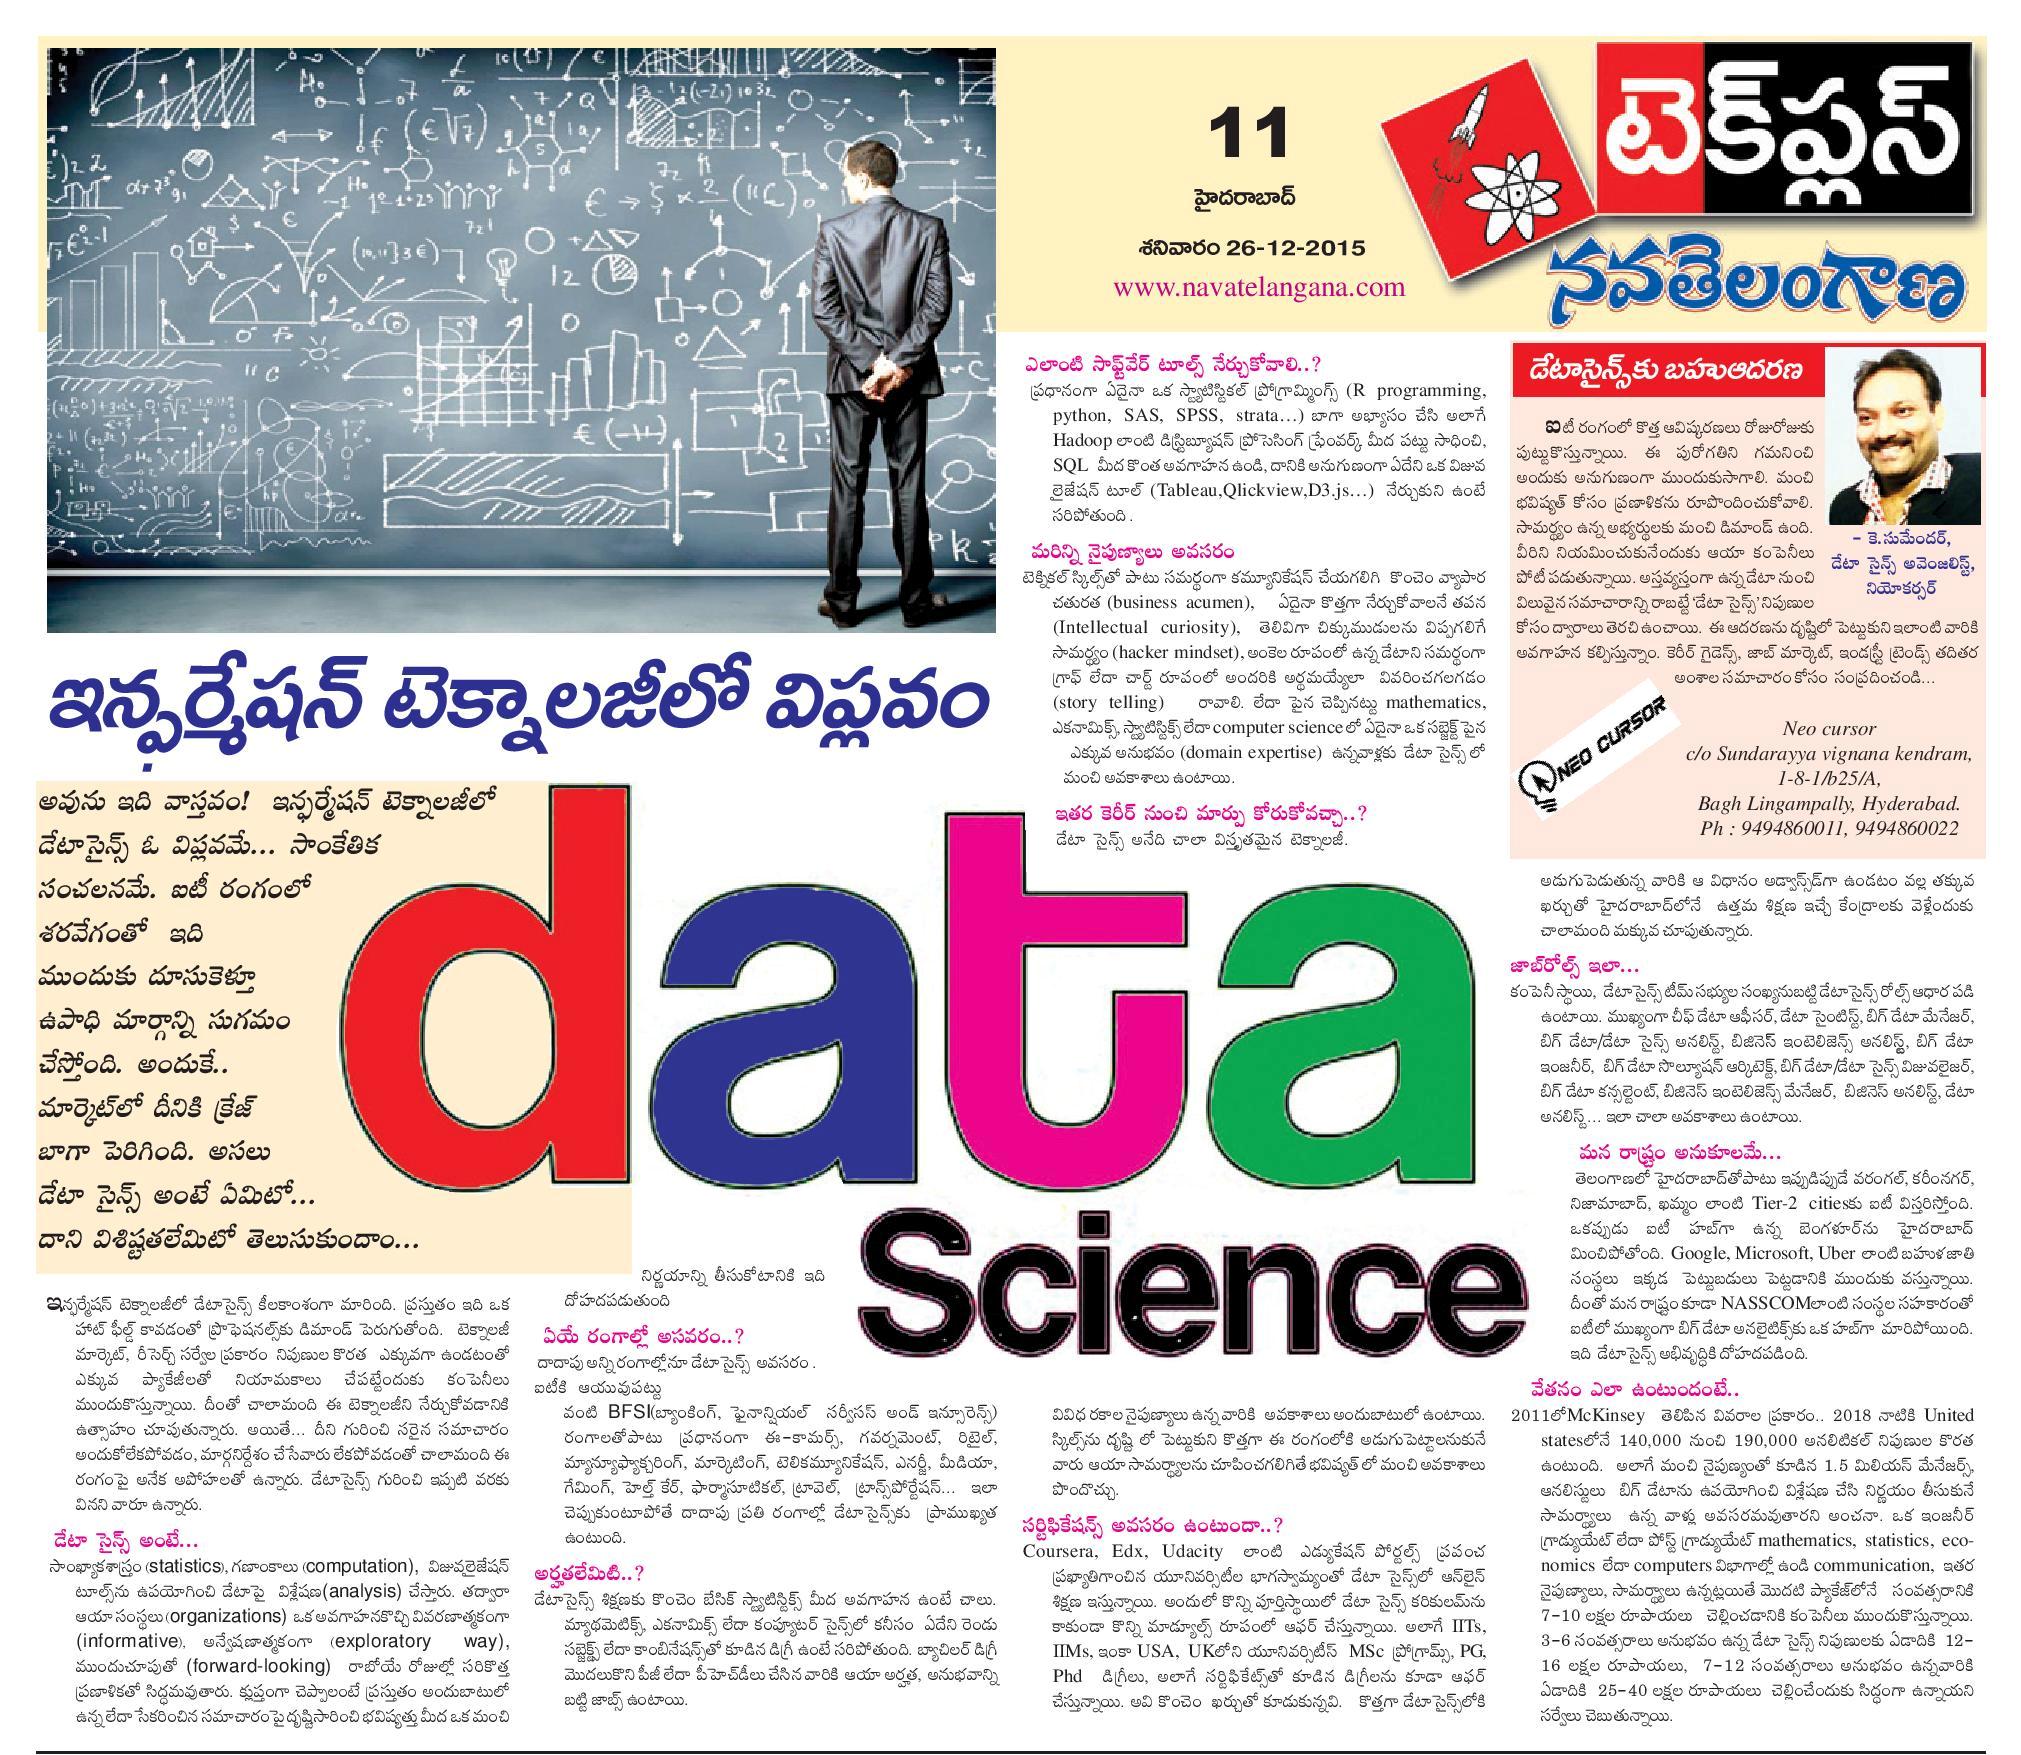 11
హైదరాబాద్
శనివారం 26-12-2015
www.navatelangana.com
టెక్‌ప్లస్
నవతెలంగాణ
ఇన్ఫర్మేషన్ టెక్నాలజీలో విప్లవం
data
Science
అవును ఇది వాస్తవం! ఇన్ఫర్మేషన్ టెక్నాలజీలో
డేటాసైన్స్ ఓ విప్లవమే... సాంకేతిక
సంచలనమే. ఐటీ రంగంలో
శరవేగంతో ఇది
ముందుకు దూసుకెళ్తూ
ఉపాధి మార్గాన్ని సుగమం
చేస్తోంది. అందుకే..
మార్కెట్‌లో దీనికి క్రేజ్
బాగా పెరిగింది. అసలు
డేటా సైన్స్ అంటే ఏమిటో...
దాని విశిష్టతలేమిటో తెలుసుకుందాం...
ఇన్ఫర్మేషన్ టెక్నాలజీలో డేటాసైన్స్ కీలకాంశంగా మారింది. ప్రస్తుతం ఇది ఒక
హాట్ ఫీల్డ్ కావడంతో ప్రొఫెషనల్స్‌కు డిమాండ్ పెరుగుతోంది. టెక్నాలజీ
మార్కెట్, రీసెర్చ్ సర్వేల ప్రకారం నిపుణుల కొరత ఎక్కువగా ఉండటంతో
ఎక్కువ ప్యాకేజీలతో నియామకాలు చేపట్టేందుకు కంపెనీలు
ముందుకొస్తున్నాయి. దీంతో చాలామంది ఈ టెక్నాలజీని నేర్చుకోవడానికి
ఉత్సాహం చూపుతున్నారు. అయితే... దీని గురించి సరైన సమాచారం
అందుకోలేకపోవడం, మార్గనిర్దేశం చేసేవారు లేకపోవడంతో చాలామంది ఈ
రంగంపై అనేక అపోహలతో ఉన్నారు. డేటాసైన్స్ గురించి ఇప్పటి వరకు
వినని వారూ ఉన్నారు.
డేటా సైన్స్ అంటే...
సాంఖ్యాకశాస్త్రం (statistics), గణాంకాలు (computation), విజువలైజేషన్
టూల్స్‌ను ఉపయోగించి డేటాపై విశ్లేషణ(analysis) చేస్తారు. తద్వారా
ఆయా సంస్థలు (organizations) ఒక అవగాహనకొచ్చి వివరణాత్మకంగా
(informative), అన్వేషణాత్మకంగా (exploratory way),
ముందుచూపుతో (forward-looking) రాబోయే రోజుల్లో సరికొత్త
ప్రణాళికతో సిద్ధమవుతారు. క్లుప్తంగా చెప్పాలంటే ప్రస్తుతం అందుబాటులో
ఉన్న లేదా సేకరించిన సమాచారంపై దృష్టిసారించి భవిష్యత్తు మీద ఒక మంచి
నిర్ణయాన్ని తీసుకోటానికి ఇది
దోహదపడుతుంది
ఏయే రంగాల్లో అసవరం..?
దాదాపు అన్ని రంగాల్లోనూ డేటాసైన్స్ అవసరం.
ఐటీకి ఆయువుపట్టు
వంటి BFSI(బ్యాంకింగ్, ఫైనాన్షియల్ సర్వీసస్ అండ్ ఇన్సూరెన్స్)
రంగాలతోపాటు ప్రధానంగా ఈ-కామర్స్, గవర్నమెంట్, రిటైల్,
మ్యాన్యూఫ్యాక్చరింగ్, మార్కెటింగ్, టెలికమ్యూనికేషన్, ఎనర్జీ, మీడియా,
గేమింగ్, హెల్త్ కేర్, ఫార్మాసూటికల్, ట్రావెల్, ట్రాన్స్‌పోర్టేషన్... ఇలా
చెప్పుకుంటూపోతే దాదాపు ప్రతి రంగాల్లో డేటాసైన్స్‌కు ప్రాముఖ్యత
ఉంటుంది.
అర్హతలేమిటి..?
డేటాసైన్స్ శిక్షణకు కొంచెం బేసిక్ స్ట్యాటిస్టిక్స్ మీద అవగాహన ఉంటే చాలు.
మ్యాథమెటిక్స్, ఎకనామిక్స్ లేదా కంప్యూటర్ సైన్స్‌లో కనీసం ఏదేని రెండు
సబ్జెక్ట్స్ లేదా కాంబినేషన్స్‌తో కూడిన డిగ్రీ ఉంటే సరిపోతుంది. బ్యాచిలర్ డిగ్రీ
మొదలుకొని పీజీ లేదా పీహెచ్‌డీలు చేసిన వారికి ఆయా అర్హత, అనుభవాన్ని
బట్టి జాబ్స్ ఉంటాయి.
ఎలాంటి సాఫ్ట్‌వేర్ టూల్స్ నేర్చుకోవాలి..?
ప్రధానంగా ఏదైనా ఒక స్ట్యాటిస్టికల్ ప్రోగ్రామ్మింగ్స్ (R programming,
python, SAS, SPSS, strata...) బాగా అభ్యాసం చేసి అలాగే
Hadoop లాంటి డిస్ట్రిబ్యూషన్ ప్రోసెసింగ్ ఫ్రేంవర్క్ మీద పట్టు సాధించి,
SQL మీద కొంత అవగాహన ఉండి, దానికి అనుగుణంగా ఏదేని ఒక విజువ
లైజేషన్ టూల్ (Tableau,Qlickview,D3.js...) నేర్చుకుని ఉంటే
సరిపోతుంది.
మరిన్ని నైపుణ్యాలు అవసరం
టెక్నికల్ స్కిల్స్‌తో పాటు సమర్థంగా కమ్యూనికేషన్ చేయగలిగి కొంచెం వ్యాపార
చతురత (business acumen), ఏదైనా కొత్తగా నేర్చుకోవాలనే తపన
(Intellectual curiosity), తెలివిగా చిక్కుముడులను విప్పగలిగే
సామర్థ్యం (hacker mindset), అంకెల రూపంలో ఉన్న డేటాని సమర్థంగా
గ్రాఫ్ లేదా చార్ట్ రూపంలో అందరికి అర్థమయ్యేలా వివరించగలగడం
(story telling) రావాలి. లేదా పైన చెప్పినట్టు mathematics,
ఎకనామిక్స్, స్ట్యాటిస్టిక్స్ లేదా computer science లో ఏదైనా ఒక సబ్జెక్ట్ పైన
ఎక్కువ అనుభవం (domain expertise) ఉన్నవాళ్లకు డేటా సైన్స్ లో
మంచి అవకాశాలు ఉంటాయి.
ఇతర కెరీర్ నుంచి మార్పు కోరుకోవచ్చా..?
డేటా సైన్స్ అనేది చాలా విస్తృతమైన టెక్నాలజీ.
వివిధ రకాల నైపుణ్యాలు ఉన్న వారికి అవకాశాలు అందుబాటులో ఉంటాయి.
స్కిల్స్‌ను దృష్టి లో పెట్టుకుని కొత్తగా ఈ రంగంలోకి అడుగుపెట్టాలనుకునే
వారు ఆయా సామర్థ్యాలను చూపించగలిగితే భవిష్యత్ లో మంచి అవకాశాలు
పొందొచ్చు.
సర్టిఫికేషన్స్ అవసరం ఉంటుందా..?
Coursera, Edx, Udacity లాంటి ఎడ్యుకేషన్ పోర్టల్స్ ప్రవంచ
ప్రఖ్యాతిగాంచిన యూనివర్సిటీల భాగస్వామ్యంతో డేటా సైన్స్‌లో ఆన్‌లైన్
శిక్షణ ఇస్తున్నాయి. అందులో కొన్ని పూర్తిస్థాయిలో డేటా సైన్స్ కరికులమ్‌ను
కాకుండా కొన్ని మాడ్యూల్స్ రూపంలో ఆఫర్ చేస్తున్నాయి. అలాగే IITs,
IIMs, ఇంకా USA, UKలోని యూనివర్సిటీస్ MSc ప్రోగ్రామ్స్, PG,
Phd డిగ్రీలు, అలాగే సర్టిఫికేట్స్‌తో కూడిన డిగ్రీలను కూడా ఆఫర్
చేస్తున్నాయి. అవి కొంచెం ఖర్చుతో కూడుకున్నవి. కొత్తగా డేటాసైన్స్‌లోకి
డేటాసైన్స్‌కు బహుఆదరణ
ఐటీ రంగంలో కొత్త ఆవిష్కరణలు రోజురోజుకు
పుట్టుకొస్తున్నాయి. ఈ పురోగతిని గమనించి
అందుకు అనుగుణంగా ముందుకుసాగాలి. మంచి
భవిష్యత్ కోసం ప్రణాళికను రూపొందించుకోవాలి.
సామర్థ్యం ఉన్న అభ్యర్థులకు మంచి డిమాండ్ ఉంది.
వీరిని నియమించుకునేందుకు ఆయా కంపెనీలు
పోటీ పడుతున్నాయి. అస్తవ్యస్తంగా ఉన్న డేటా నుంచి
విలువైన సమాచారాన్ని రాబట్టే 'డేటా సైన్స్' నిపుణుల
కోసం ద్వారాలు తెరచి ఉంచాయి. ఈ ఆదరణను దృష్టిలో పెట్టుకుని ఇలాంటి వారికి
అవగాహన కల్పిస్తున్నాం. కెరీర్ గైడెన్స్, జాబ్ మార్కెట్, ఇండస్ట్రీ ట్రెండ్స్ తదితర
అంశాల సమాచారం కోసం సంప్రదించండి...
- కె.సుమేందర్,
డేటా సైన్స్ అవెంజలిస్ట్,
నియోకర్సర్
NEO CURSOR
Neo cursor
c/o Sundarayya vignana kendram,
1-8-1/b25/A,
Bagh Lingampally, Hyderabad.
Ph : 9494860011, 9494860022
అడుగుపెడుతున్న వారికి ఆ విధానం అడ్వాన్స్‌డ్‌గా ఉండటం వల్ల తక్కువ
ఖర్చుతో హైదరాబాద్‌లోనే ఉత్తమ శిక్షణ ఇచ్చే కేంద్రాలకు వెళ్లేందుకు
చాలామంది మక్కువ చూపుతున్నారు.
జాబ్‌రోల్స్ ఇలా...
కంపెనీ స్థాయి, డేటాసైన్స్ టీమ్ సభ్యుల సంఖ్యనుబట్టి డేటాసైన్స్ రోల్స్ ఆధార పడి
ఉంటాయి. ముఖ్యంగా చీఫ్ డేటా ఆఫీసర్, డేటా సైంటిస్ట్, బిగ్ డేటా మేనేజర్,
బిగ్ డేటా/డేటా సైన్స్ అనలిస్ట్, బిజినెస్ ఇంటెలిజెన్స్ అనలిస్ట్, బిగ్ డేటా
ఇంజనీర్, బిగ్ డేటా సొల్యూషన్ ఆర్కిటెక్ట్, బిగ్ డేటా/డేటా సైన్స్ విజువలైజర్,
బిగ్ డేటా కన్సల్టెంట్, బిజినెస్ ఇంటెలిజెన్స్ మేనేజర్, బిజినెస్ అనలిస్ట్, డేటా
అనలిస్ట్... ఇలా చాలా అవకాశాలు ఉంటాయి.
మన రాష్ట్రం అనుకూలమే...
తెలంగాణలో హైదరాబాద్‌తోపాటు ఇప్పుడిప్పుడే వరంగల్, కరీంనగర్,
నిజామాబాద్, ఖమ్మం లాంటి Tier-2 citiesకు ఐటీ విస్తరిస్తోంది.
ఒకప్పుడు ఐటీ హబ్‌గా ఉన్న బెంగళూర్‌ను హైదరాబాద్
మించిపోతోంది. Google, Microsoft, Uber లాంటి బహుళజాతి
సంస్థలు ఇక్కడ పెట్టుబడులు పెట్టడానికి ముందుకు వస్తున్నాయి.
దీంతో మన రాష్ట్రం కూడా NASSCOMలాంటి సంస్థల సహకారంతో
ఐటీలో ముఖ్యంగా బిగ్ డేటా అనలైటిక్స్‌కు ఒక హబ్‌గా మారిపోయింది.
ఇది డేటాసైన్స్ అభివృద్ధికి దోహదపడింది.
వేతనం ఎలా ఉంటుందంటే..
2011లోMcKinsey తెలిపిన వివరాల ప్రకారం.. 2018 నాటికి United
statesలోనే 140,000 నుంచి 190,000 అనలిటికల్ నిపుణుల కొరత
ఉంటుంది. అలాగే మంచి నైపుణ్యంతో కూడిన 1.5 మిలియన్ మేనేజర్స్,
ఆనలిస్టులు బిగ్ డేటాను ఉపయోగించి విశ్లేషణ చేసి నిర్ణయం తీసుకునే
సామర్థ్యాలు ఉన్న వాళ్లు అవసరమవుతారని అంచనా. ఒక ఇంజనీర్
గ్రాడ్యుయేట్ లేదా పోస్ట్ గ్రాడ్యుయేట్ mathematics, statistics, eco-
nomics లేదా computers విభాగాల్లో ఉండి communication, ఇతర
నైపుణ్యాలు, సామర్థ్యాలు ఉన్నట్లయితే మొదటి ప్యాకేజ్‌లోనే సంవత్సరానికి
7-10 లక్షల రూపాయలు చెల్లించడానికి కంపెనీలు ముందుకొస్తున్నాయి.
3-6 సంవత్సరాలు అనుభవం ఉన్న డేటా సైన్స్ నిపుణులకు ఏడాదికి 12-
16 లక్షల రూపాయలు, 7-12 సంవత్సరాలు అనుభవం ఉన్నవారికి
ఏడాదికి 25-40 లక్షల రూపాయలు చెల్లించేందుకు సిద్ధంగా ఉన్నాయని
సర్వేలు చెబుతున్నాయి.